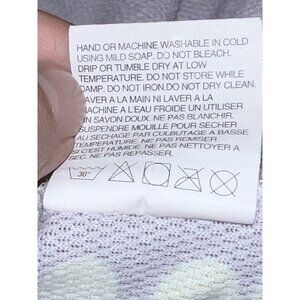 HAND OR MACHINE WASHABLE IN COLD
USING MILD SOAP. DO NOT BLEACH.
DRIP OR TUMBLE DRY AT LOW
TEMPERATURE. DO NOT STORE WHILE
DAMP. DO NOT IRON.DO NOT DRY CLEAN.
LAVER A LA MAIN NI LAVER A LA
MACHINE A L'EAU FROIDE UN UTILISER
UN SAVON DOUX. NE PAS BLANCHIR.
SUSPENDRE MOUILLE POUR SÉCHER
AU SECHAGE PAR CULBUTAGE A BASSE
TEMPERATURE. NE PAS REMISSER
SI C'EST HUMIDE. NE PAS NETTOYER A
SEC. NE PAS REPASSER.
30°